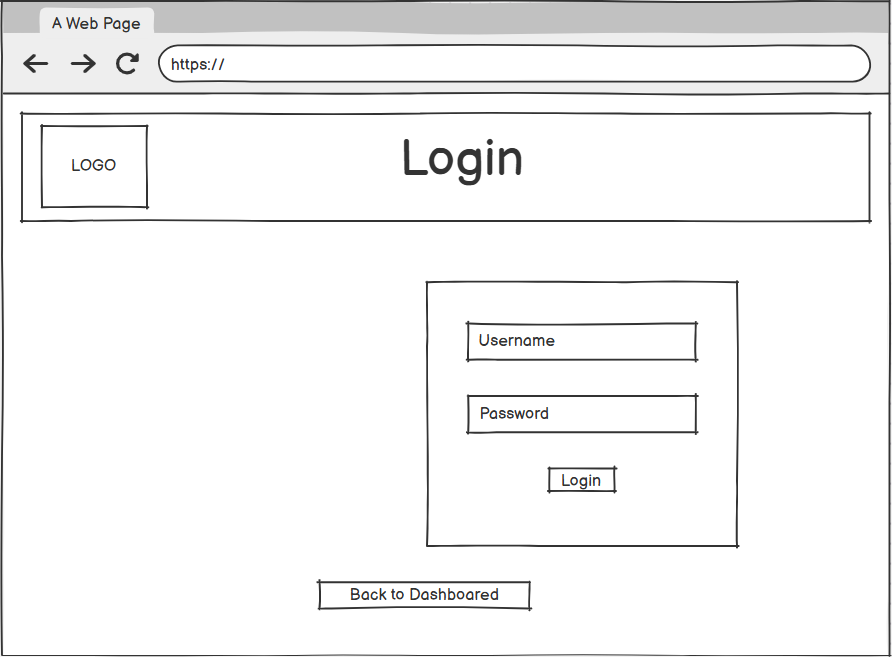 A Web Page
https://
LOGO
Login
Username
Password
Login
Back to Dashboared